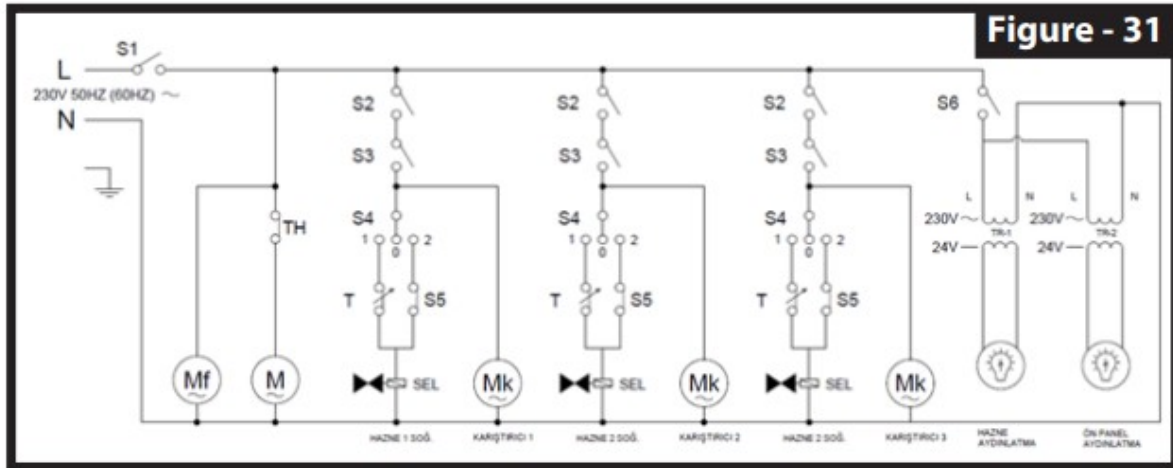 Figure - 31
S1
L
230V 50HZ (60HZ) ~
N
S2 S2 S2 S6
S3 S3 S3
TH
S4 S4 S4
1 0 2 1 0 2 1 0 2
L N L N
230V~ TR-1 230V~ TR-2
24V 24V
T S5 T S5 T S5
Mf M SEL Mk SEL Mk SEL Mk
HAZNE 1 SOĞ. KARIŞTIRICI 1 HAZNE 2 SOĞ. KARIŞTIRICI 2 HAZNE 2 SOĞ. KARIŞTIRICI 3 HAZNE ÖN PANEL
AYDINLATMA AYDINLATMA